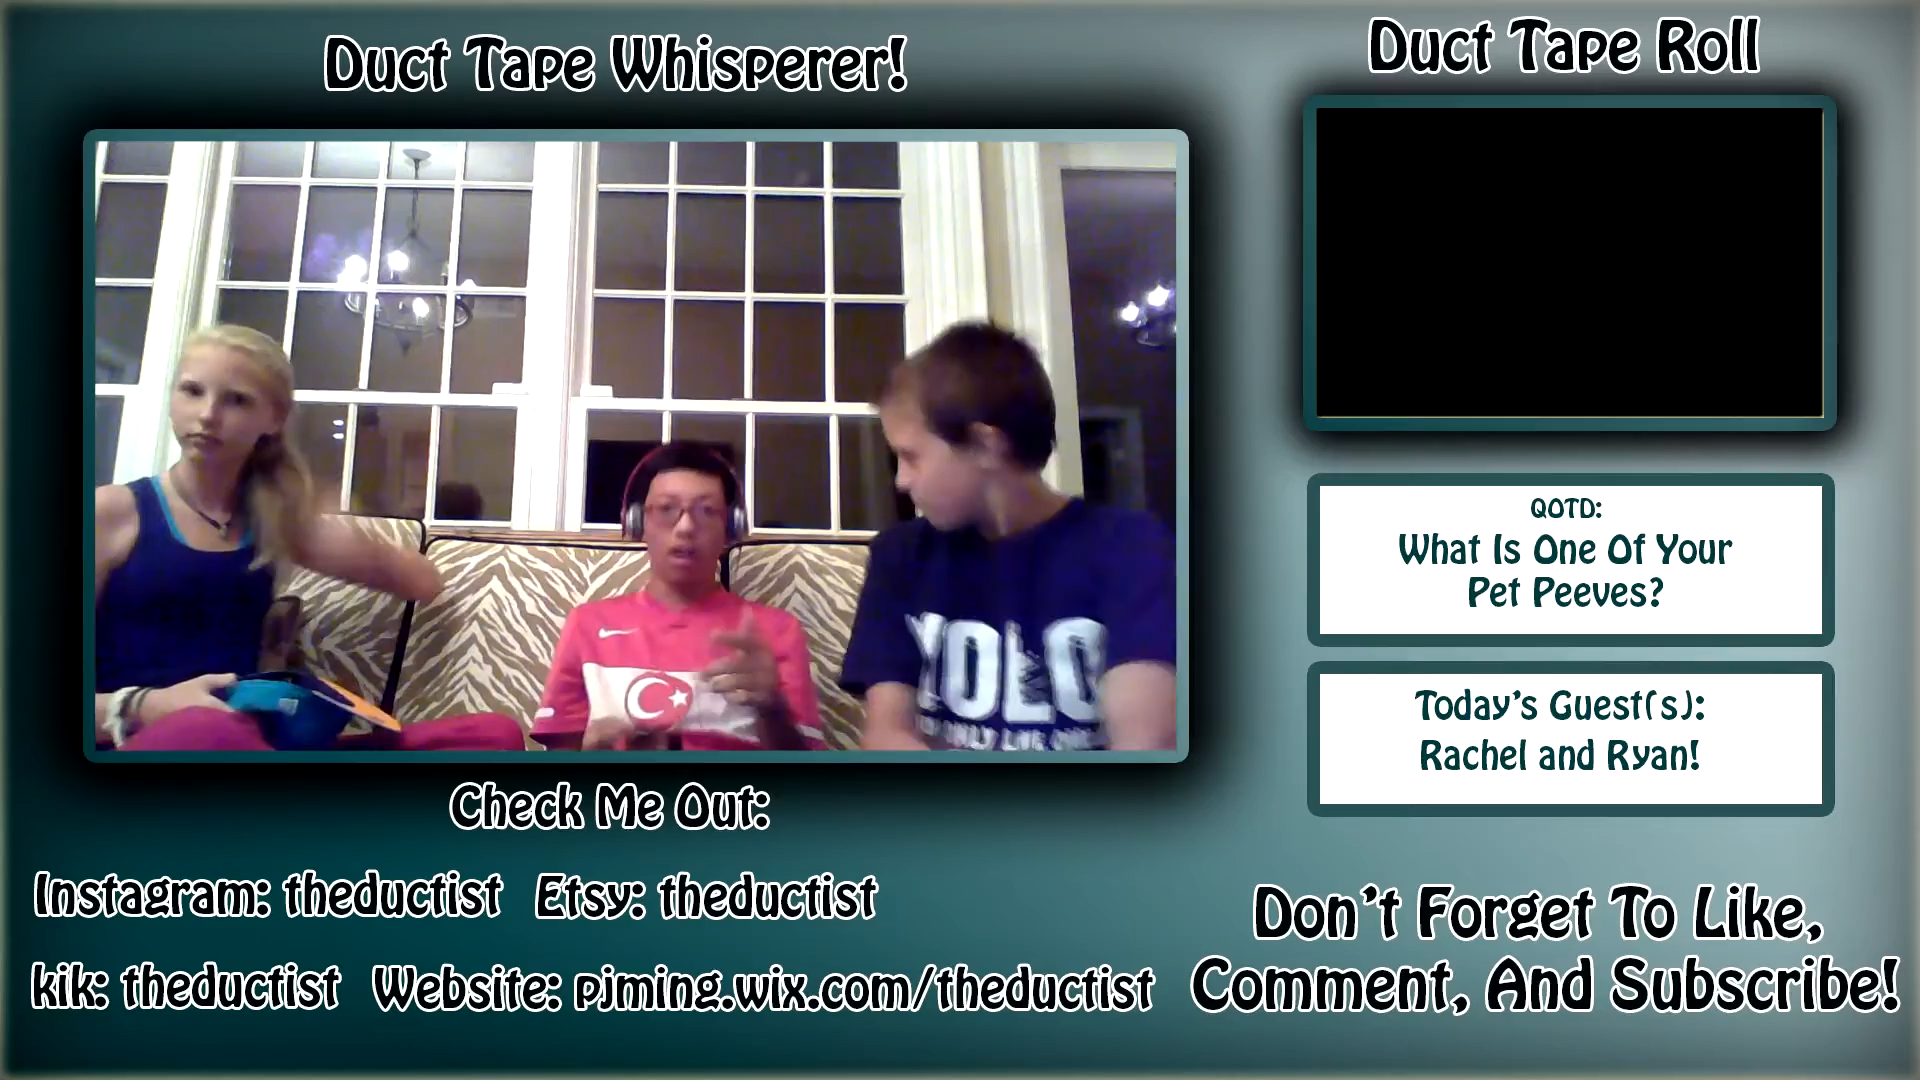 Duct Tape Whisperer!
Duct Tape Roll
YOLO
QOTD:
What Is One Of Your
Pet Peeves?
Today's Guest(s):
Rachel and Ryan!
Check Me Out:
Instagram: theductist Etsy: theductist
kik: theductist Website: pjming.wix.com/theductist
Don't Forget To Like,
Comment, And Subscribe!